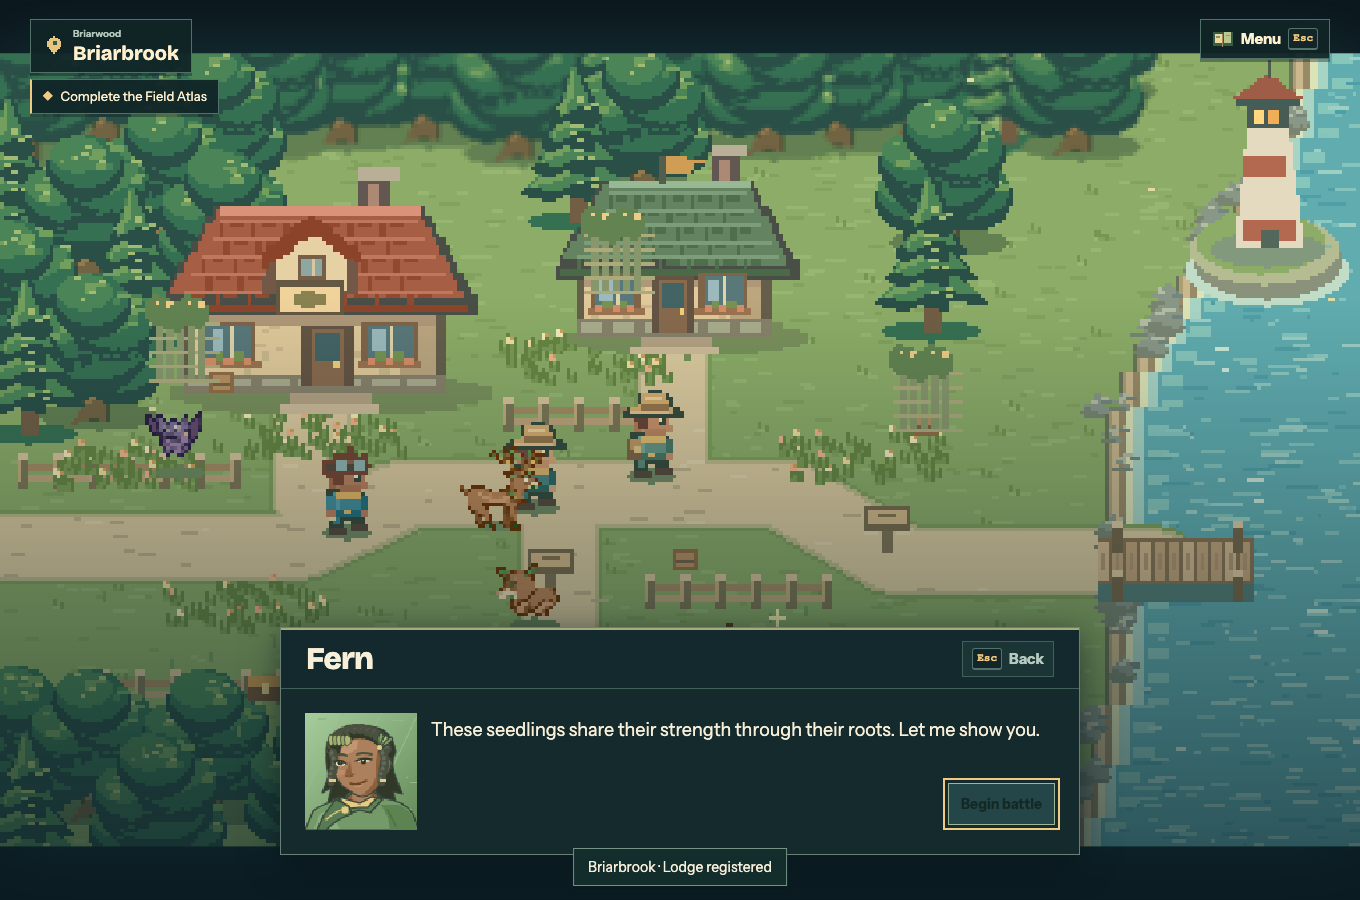 Briarwood
Briarbrook
Complete the Field Atlas
Menu Esc
Fern
Esc Back
These seedlings share their strength through their roots. Let me show you.
Begin battle
Briarbrook · Lodge registered